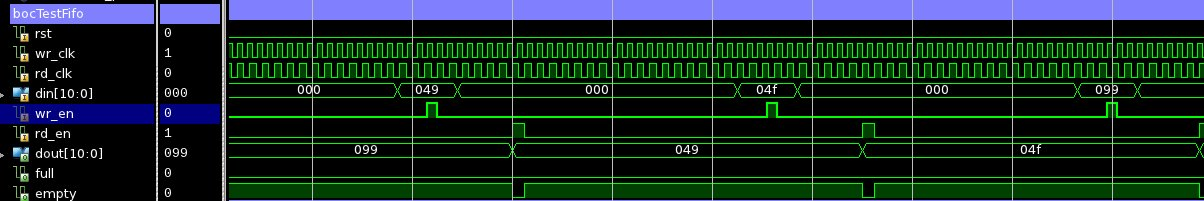 bocTestFifo
rst 0
wr_clk 1
rd_clk 0
din[10:0] 000 000 049 000 04f 000 099
wr_en 0
rd_en 1
dout[10:0] 099 099 049 04f
full 0
empty 0